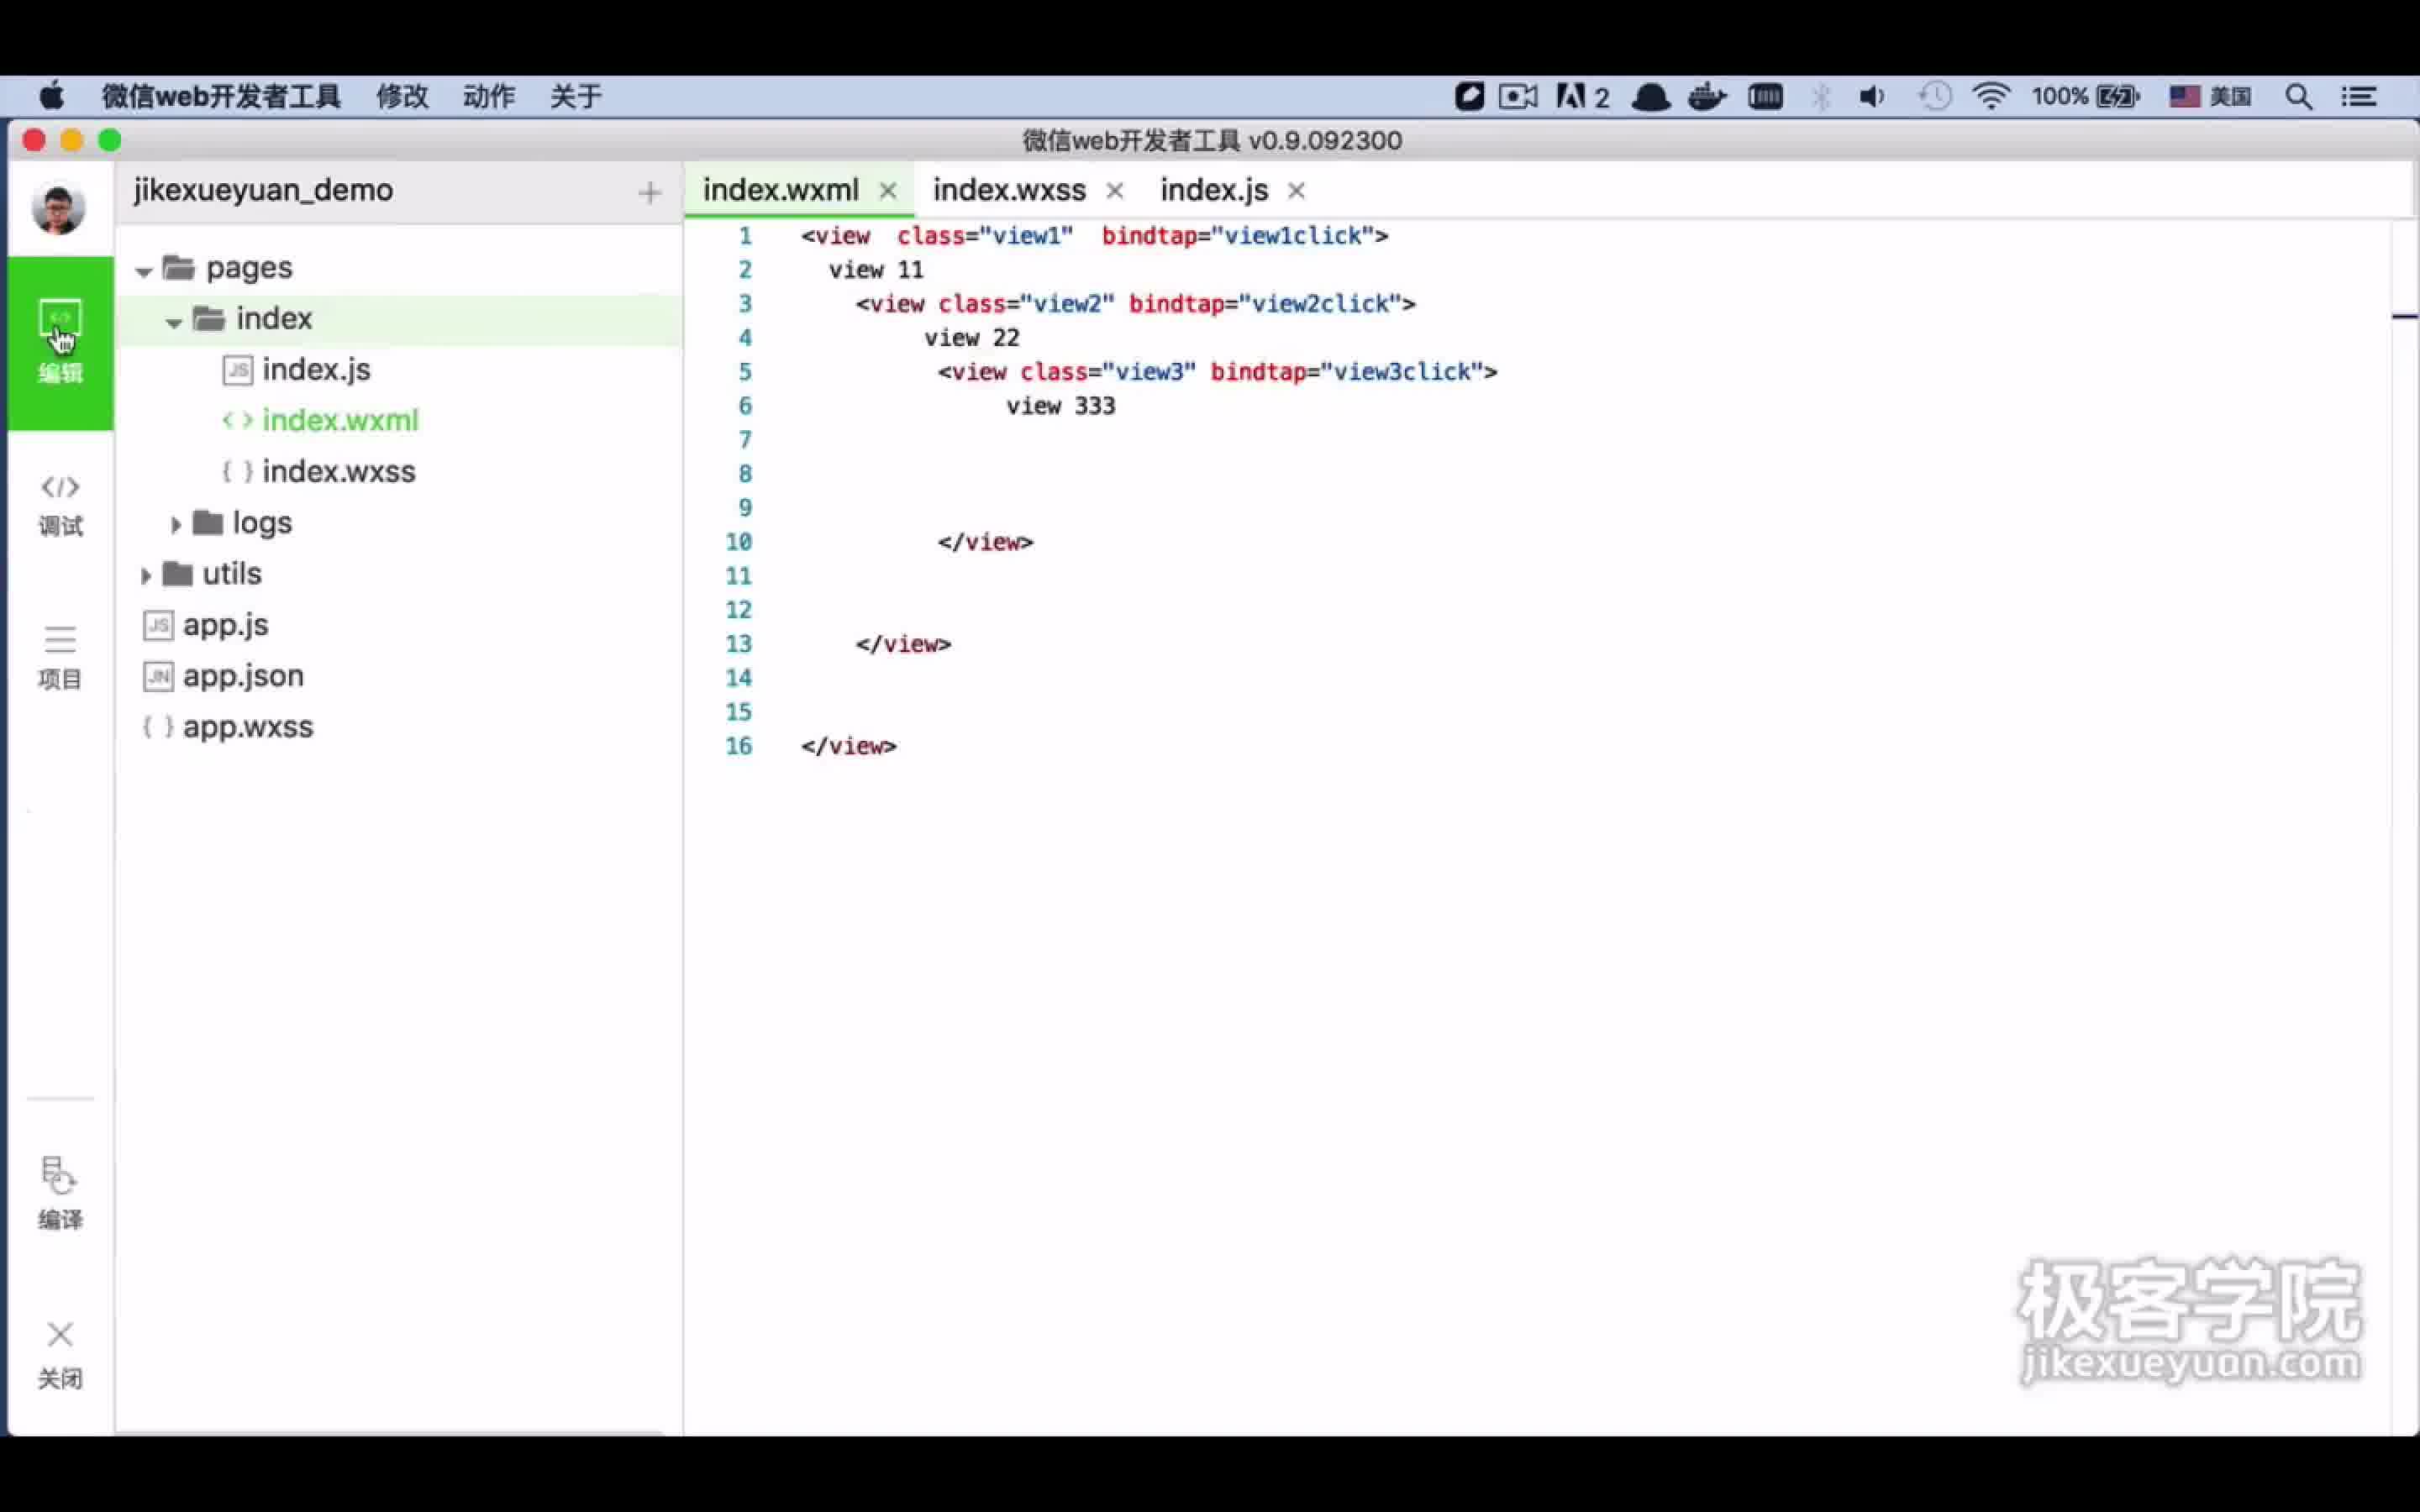 微信web开发者工具 修改 动作 关于 2 100% 美国
微信web开发者工具 v0.9.092300
jikexueyuan_demo
index.wxml index.wxss index.js
编辑
调试
项目
编译
关闭
pages
index
JS index.js
index.wxml
{ } index.wxss
logs
utils
JS app.js
JN app.json
{ } app.wxss
1 <view  class="view1"  bindtap="view1click">
2 view 11
3 <view class="view2" bindtap="view2click">
4 view 22
5 <view class="view3" bindtap="view3click">
6 view 333
7
8
9
10 </view>
11
12
13 </view>
14
15
16 </view>
极客学院
jikexueyuan.com